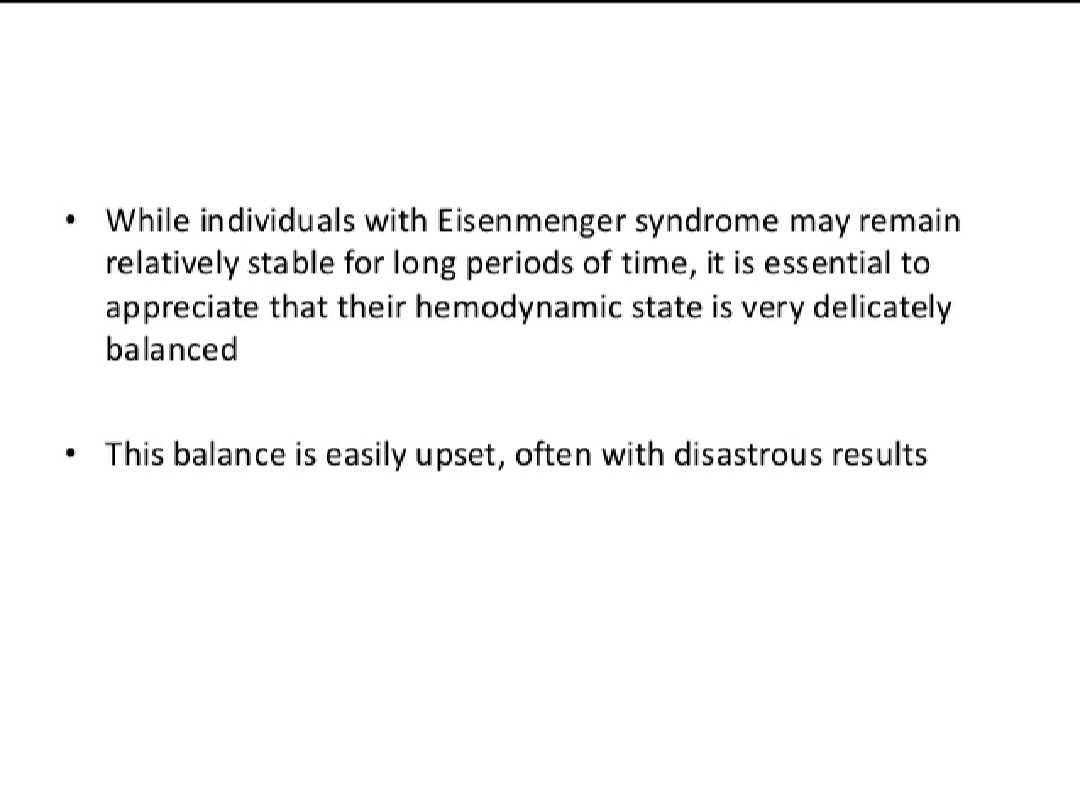 • While individuals with Eisenmenger syndrome may remain
relatively stable for long periods of time, it is essential to
appreciate that their hemodynamic state is very delicately
balanced
• This balance is easily upset, often with disastrous results